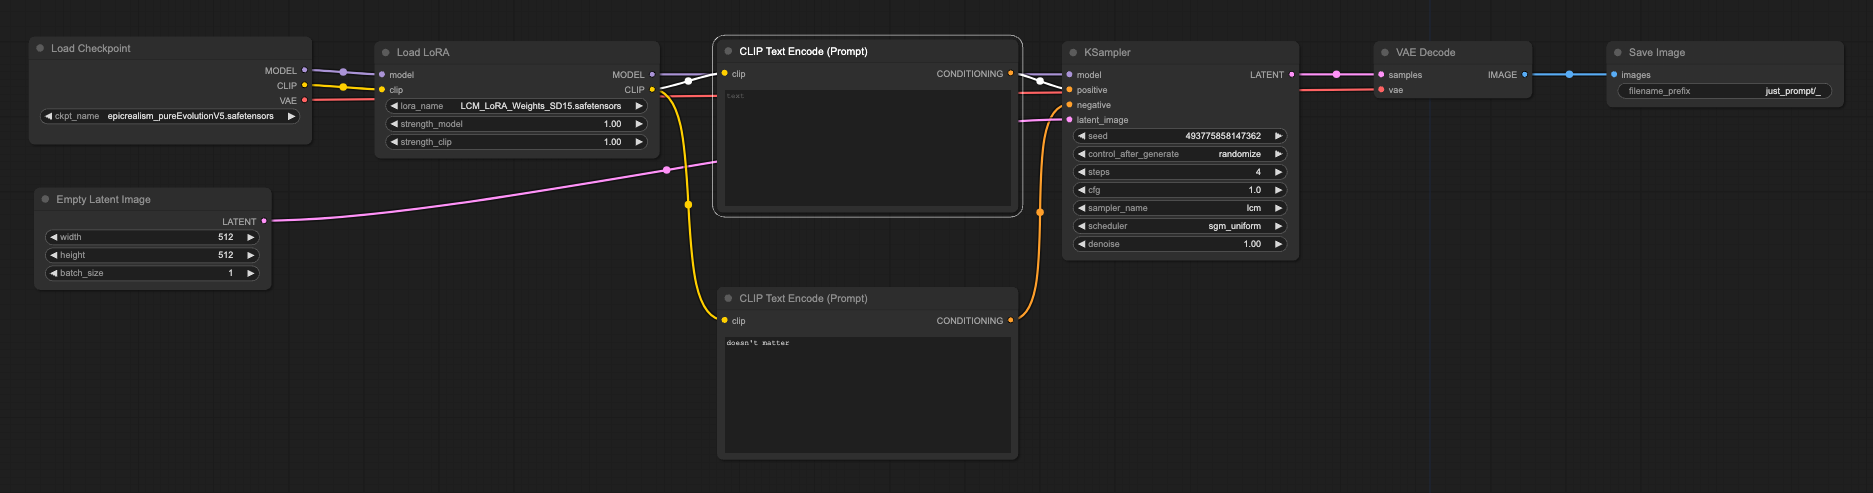 Load Checkpoint
MODEL
CLIP
VAE
ckpt_name epicrealism_pureEvolutionV5.safetensors
Empty Latent Image
LATENT
width 512
height 512
batch_size 1
Load LoRA
model MODEL
clip CLIP
lora_name LCM_LoRA_Weights_SD15.safetensors
strength_model 1.00
strength_clip 1.00
CLIP Text Encode (Prompt)
clip CONDITIONING
text
CLIP Text Encode (Prompt)
clip CONDITIONING
doesn't matter
KSampler
model LATENT
positive
negative
latent_image
seed 493775858147362
control_after_generate randomize
steps 4
cfg 1.0
sampler_name lcm
scheduler sgm_uniform
denoise 1.00
VAE Decode
samples IMAGE
vae
Save Image
images
filename_prefix just_prompt/_